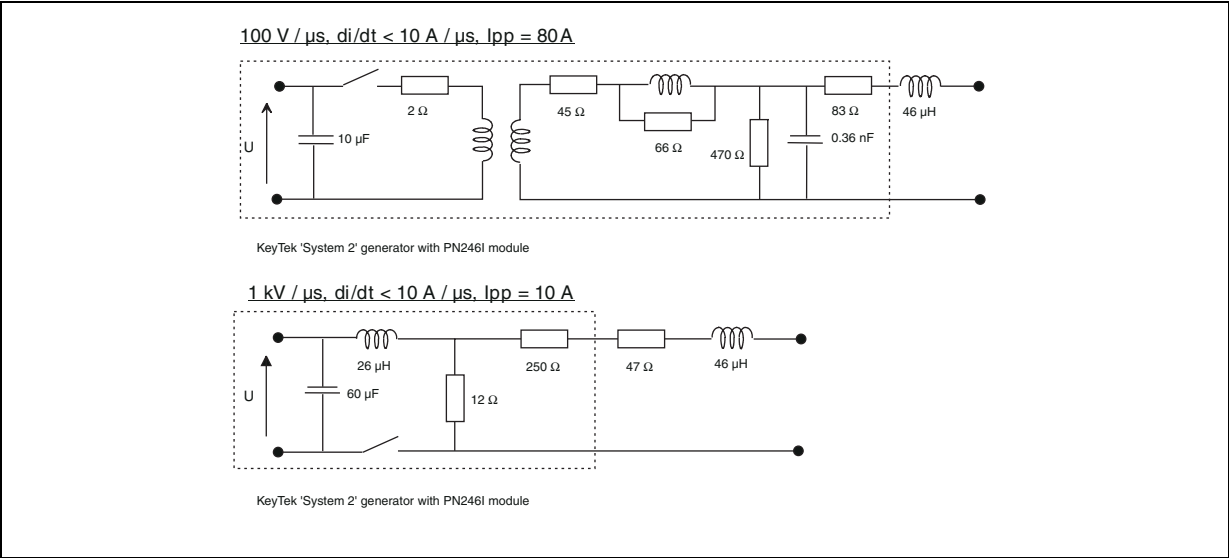 100 V / µs, di/dt < 10 A / µs, Ipp = 80A
2 Ω
45 Ω
83 Ω
46 µH
U
10 µF
66 Ω
470 Ω
0.36 nF
KeyTek 'System 2' generator with PN246I module
1 kV / µs, di/dt < 10 A / µs, Ipp = 10 A
26 µH
250 Ω
47 Ω
46 µH
U
60 µF
12 Ω
KeyTek 'System 2' generator with PN246I module